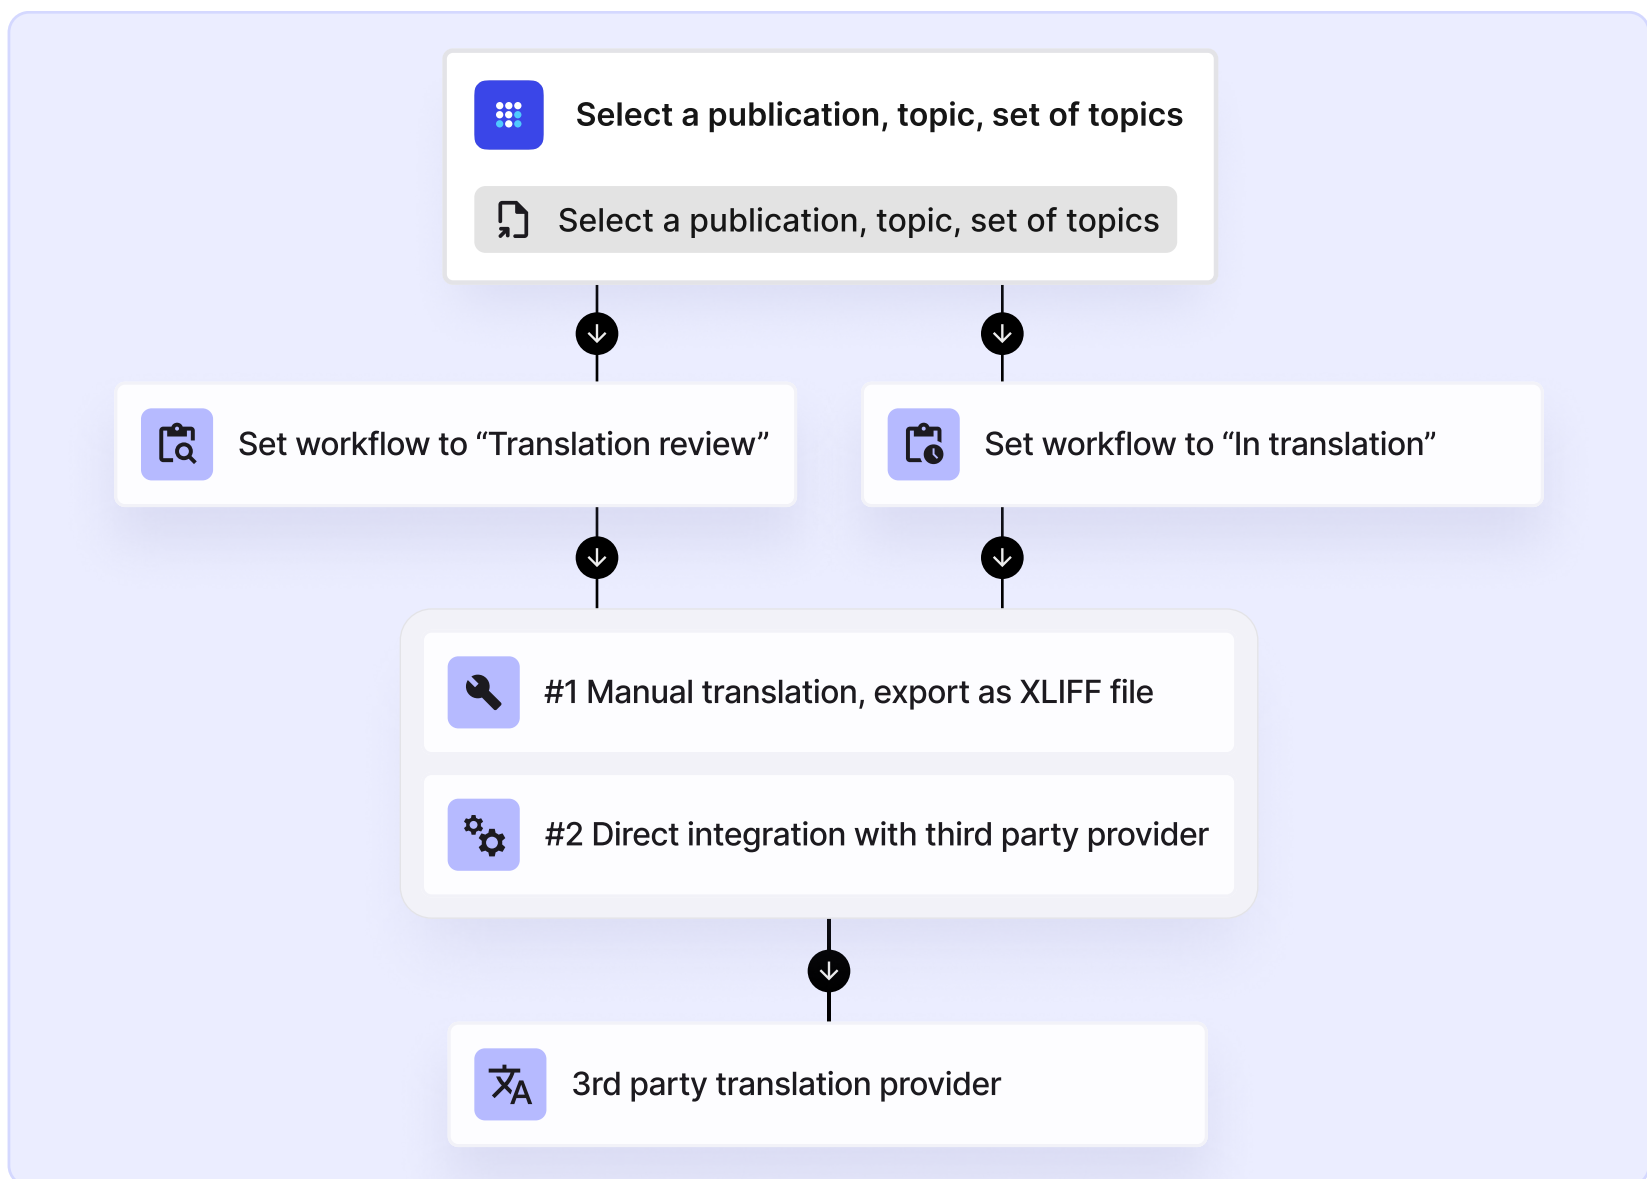 Select a publication, topic, set of topics
Select a publication, topic, set of topics
Set workflow to “Translation review”
Set workflow to “In translation”
#1 Manual translation, export as XLIFF file
#2 Direct integration with third party provider
3rd party translation provider